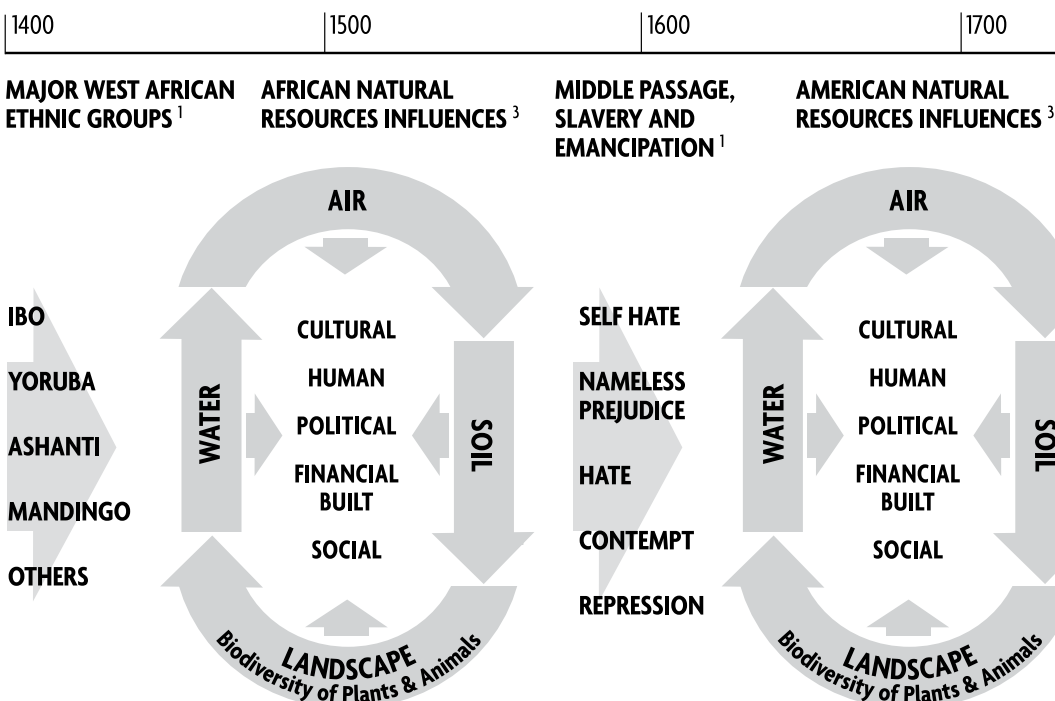 1400
1500
1600
1700
MAJOR WEST AFRICAN
ETHNIC GROUPS 1
AFRICAN NATURAL
RESOURCES INFLUENCES 3
MIDDLE PASSAGE,
SLAVERY AND
EMANCIPATION 1
AMERICAN NATURAL
RESOURCES INFLUENCES 3
IBO
YORUBA
ASHANTI
MANDINGO
OTHERS
AIR
WATER
CULTURAL
HUMAN
POLITICAL
FINANCIAL
BUILT
SOCIAL
SOIL
LANDSCAPE
Biodiversity of Plants & Animals
SELF HATE
NAMELESS
PREJUDICE
HATE
CONTEMPT
REPRESSION
AIR
WATER
CULTURAL
HUMAN
POLITICAL
FINANCIAL
BUILT
SOCIAL
SOIL
LANDSCAPE
Biodiversity of Plants & Animals